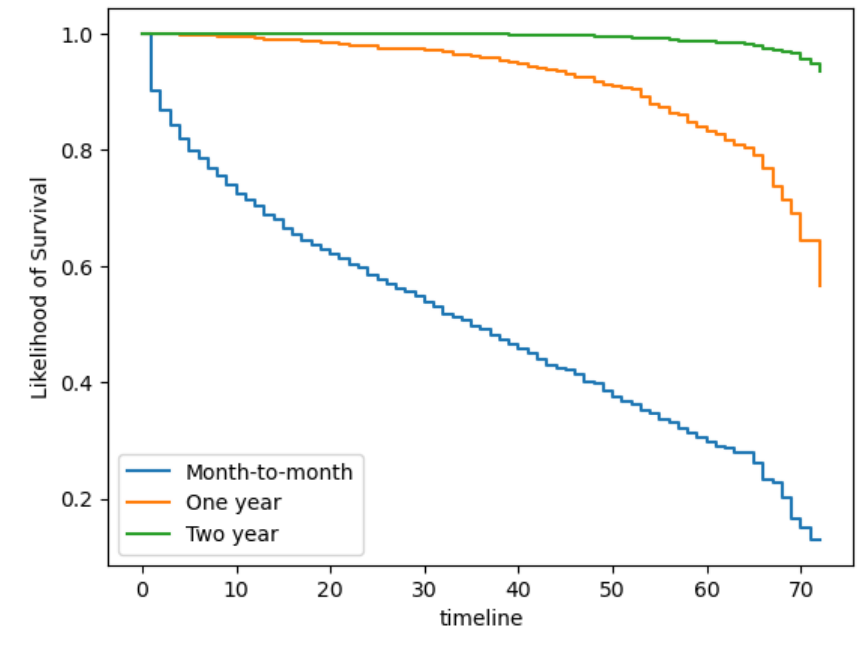 1.0
0.8
0.6
0.4
0.2
Likelihood of Survival
Month-to-month
One year
Two year
0 10 20 30 40 50 60 70
timeline